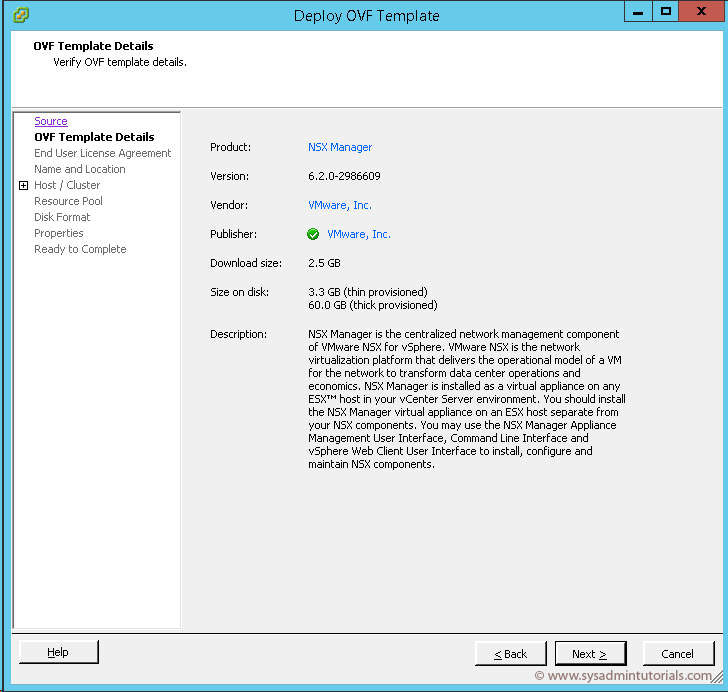 Deploy OVF Template
OVF Template Details
Verify OVF template details.
Source
OVF Template Details
End User License Agreement
Name and Location
Host / Cluster
Resource Pool
Disk Format
Properties
Ready to Complete
Product: NSX Manager
Version: 6.2.0-2986609
Vendor: VMware, Inc.
Publisher: VMware, Inc.
Download size: 2.5 GB
Size on disk: 3.3 GB (thin provisioned)
60.0 GB (thick provisioned)
Description: NSX Manager is the centralized network management component
of VMware NSX for vSphere. VMware NSX is the network
virtualization platform that delivers the operational model of a VM
for the network to transform data center operations and
economics. NSX Manager is installed as a virtual appliance on any
ESX™ host in your vCenter Server environment. You should install
the NSX Manager virtual appliance on an ESX host separate from
your NSX components. You may use the NSX Manager Appliance
Management User Interface, Command Line Interface and
vSphere Web Client User Interface to install, configure and
maintain NSX components.
Help
< Back
Next >
Cancel
© www.sysadmintutorials.com